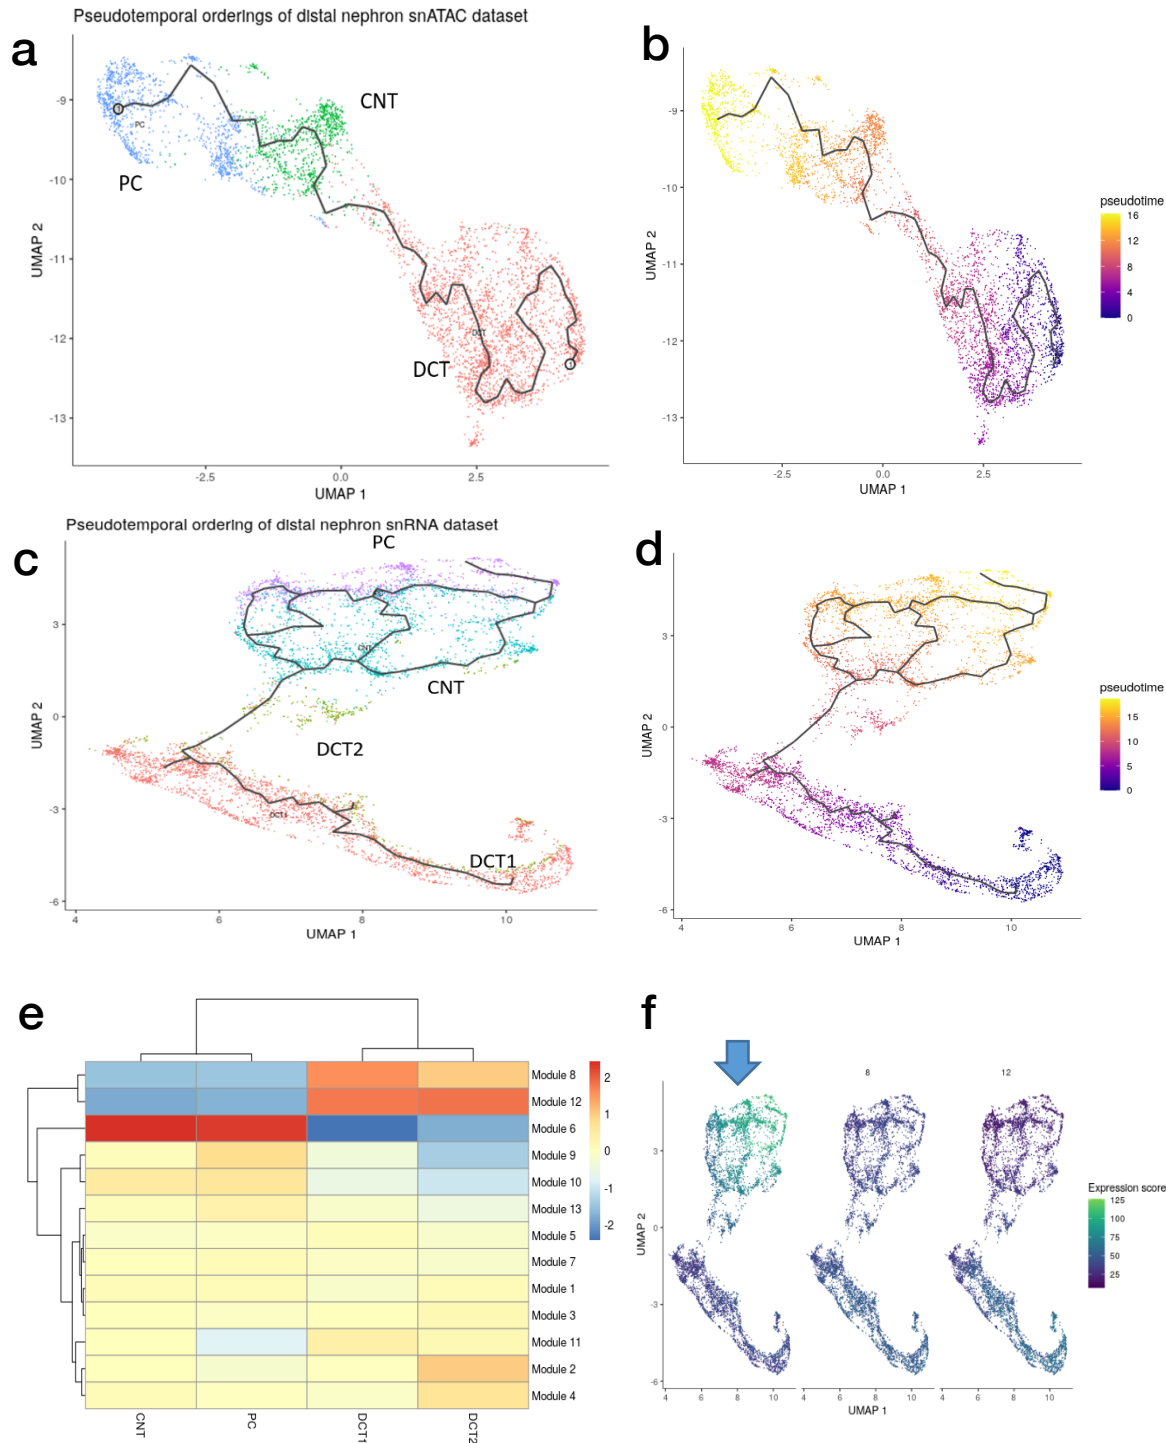 Pseudotemporal orderings of distal nephron snATAC dataset
a
b
CNT
PC
PC
DCT
DCT
1
1
-9
-10
-11
-12
-13
UMAP 2
-2.5
0.0
2.5
UMAP 1
-9
-10
-11
-12
-13
UMAP 2
-2.5
0.0
2.5
UMAP 1
pseudotime
16
12
8
4
0
Pseudotemporal ordering of distal nephron snRNA dataset
c
d
PC
CNT
CNT
DCT2
DCT1
DCT1
3
0
-3
-6
UMAP 2
4
6
8
10
UMAP 1
3
0
-3
-6
UMAP 2
4
6
8
10
UMAP 1
pseudotime
15
10
5
0
e
f
Module 8
Module 12
Module 6
Module 9
Module 10
Module 13
Module 5
Module 7
Module 1
Module 3
Module 11
Module 2
Module 4
CNT
PC
DCT1
DCT2
2
1
0
-1
-2
8
12
3
0
-3
-6
UMAP 2
4
6
8
10
4
6
8
10
4
6
8
10
UMAP 1
Expression score
125
100
75
50
25